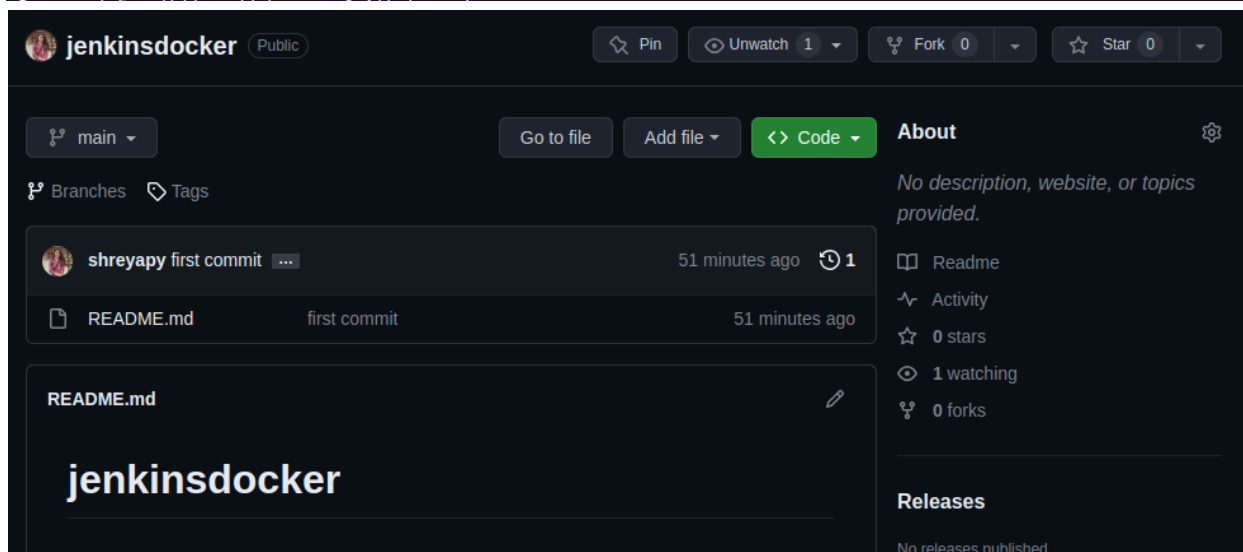 jenkinsdocker Public Pin Unwatch 1 Fork 0 Star 0
main Go to file Add file Code
Branches Tags
shreyapy first commit ... 51 minutes ago 1
README.md first commit 51 minutes ago
README.md
jenkinsdocker
About
No description, website, or topics
provided.
Readme
Activity
0 stars
1 watching
0 forks
Releases
No releases published